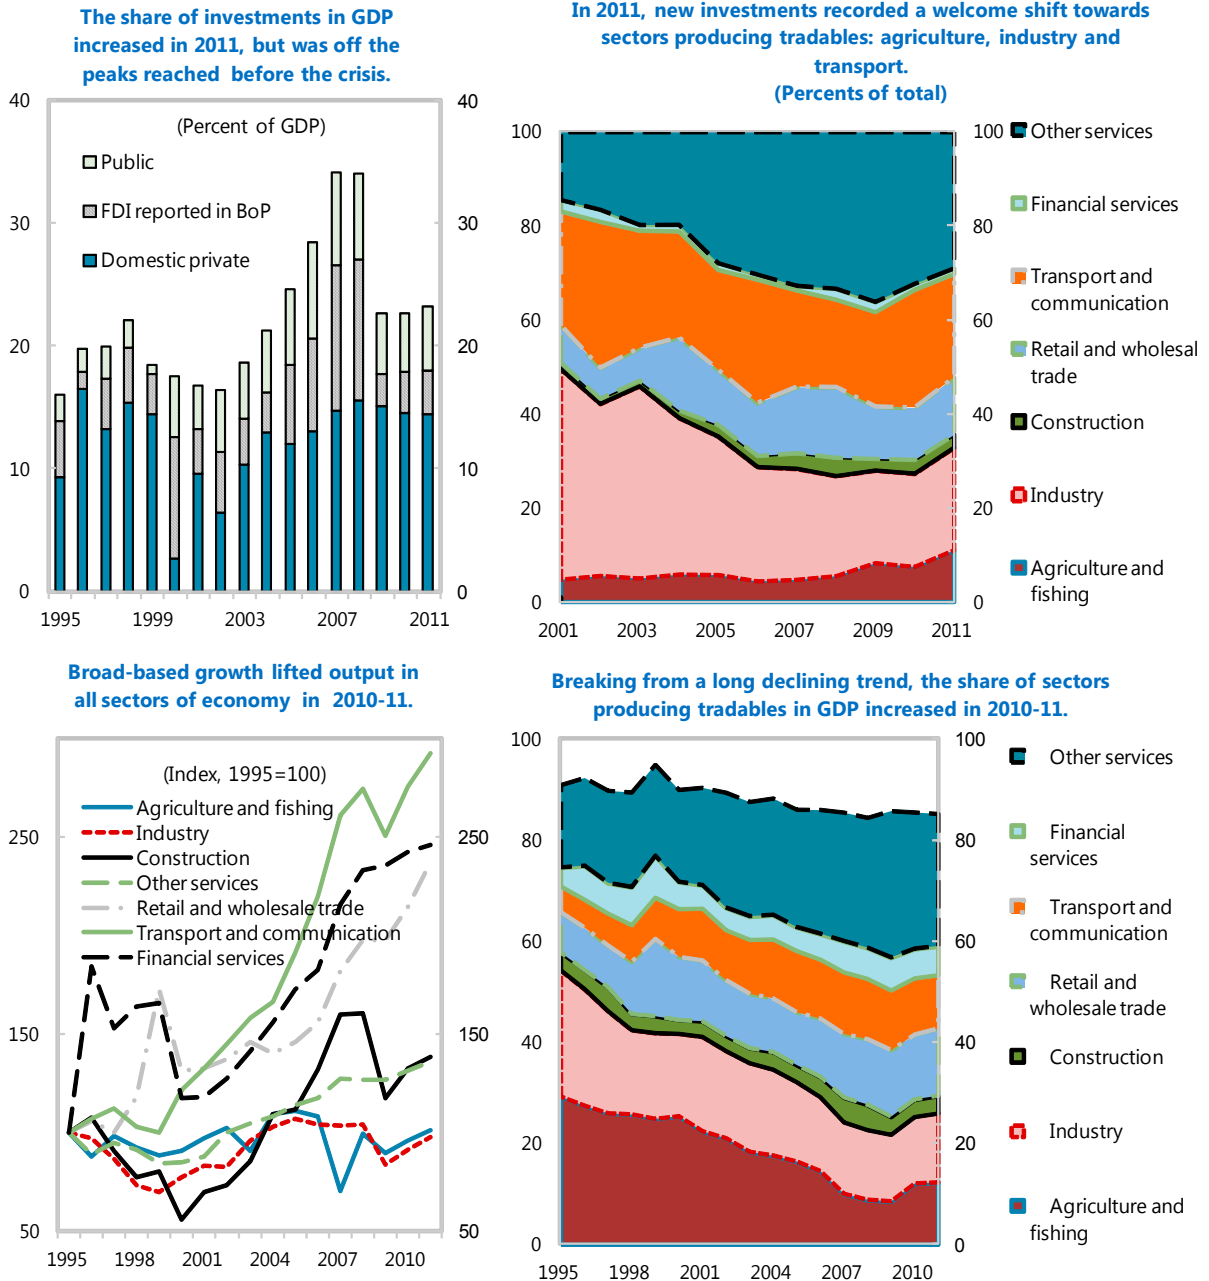 The share of investments in GDP
increased in 2011, but was off the
peaks reached before the crisis.
40
40
(Percent of GDP)
Public
FDI reported in BoP
Domestic private
30
30
20
20
10
10
0
0
1995
1999
2003
2007
2011
In 2011, new investments recorded a welcome shift towards
sectors producing tradables: agriculture, industry and
transport.
(Percents of total)
100
100
80
80
60
60
40
40
20
20
0
0
2001
2003
2005
2007
2009
2011
Other services
Financial services
Transport and
communication
Retail and wholesal
trade
Construction
Industry
Agriculture and
fishing
Broad-based growth lifted output in
all sectors of economy in 2010-11.
(Index, 1995=100)
Agriculture and fishing
Industry
Construction
Other services
Retail and wholesale trade
Transport and communication
Financial services
250
250
150
150
50
50
1995
1998
2001
2004
2007
2010
Breaking from a long declining trend, the share of sectors
producing tradables in GDP increased in 2010-11.
100
100
80
80
60
60
40
40
20
20
0
0
1995
1998
2001
2004
2007
2010
Other services
Financial
services
Transport and
communication
Retail and
wholesale trade
Construction
Industry
Agriculture and
fishing